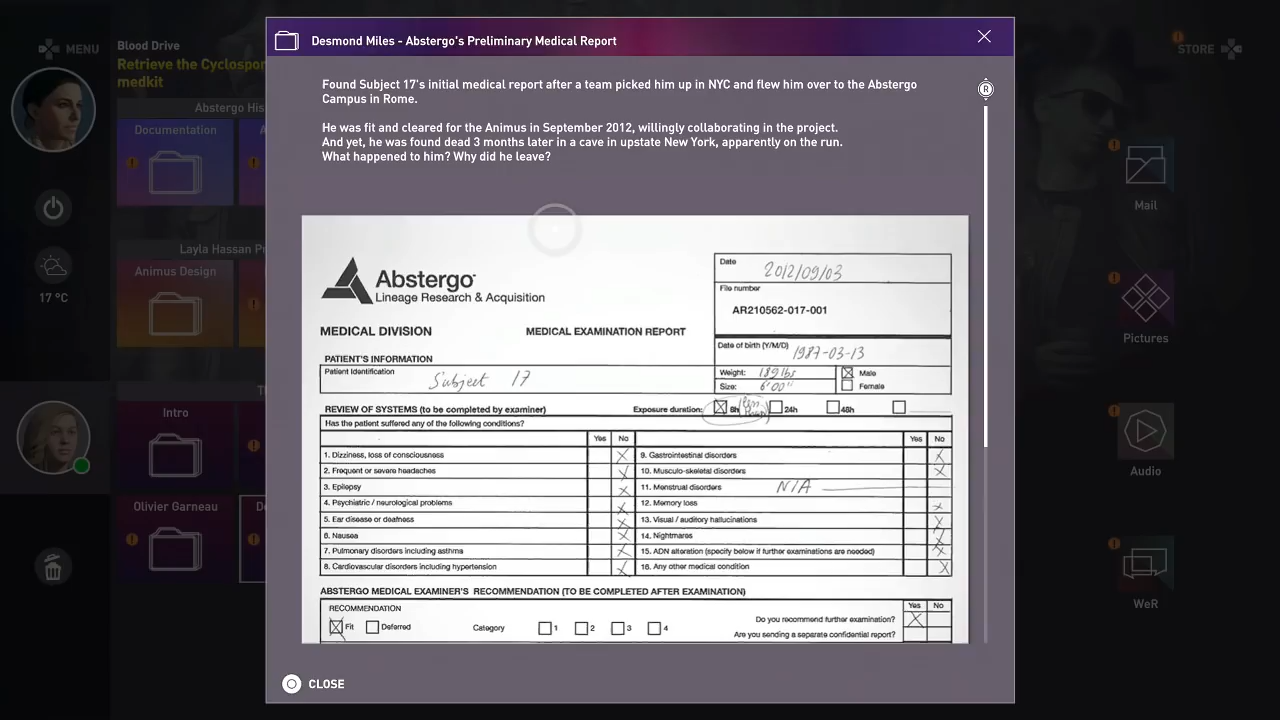 Desmond Miles - Abstergo's Preliminary Medical Report
MENU
Blood Drive
Retrieve the Cyclospor
medkit
Abstergo His
Documentation
A
17 °C
Layla Hassan Pr
Animus Design
Th
Intro
Olivier Garneau
De
STORE
Mail
Pictures
Audio
WeR
Found Subject 17's initial medical report after a team picked him up in NYC and flew him over to the Abstergo
Campus in Rome.
He was fit and cleared for the Animus in September 2012, willingly collaborating in the project.
And yet, he was found dead 3 months later in a cave in upstate New York, apparently on the run.
What happened to him? Why did he leave?
R
Abstergo
Lineage Research & Acquisition
Date
2012/09/03
File number
AR210562-017-001
MEDICAL DIVISION
MEDICAL EXAMINATION REPORT
Date of birth (Y/M/D)
1987-03-13
PATIENT'S INFORMATION
Patient Identification
Subject 17
Weight: 189 lbs
Male
Size: 6'00"
Female
REVIEW OF SYSTEMS (to be completed by examiner)
Exposure duration:
8h
24h
48h
Has the patient suffered any of the following conditions?
Yes No
Yes No
1. Dizziness, loss of consciousness
9. Gastrointestinal disorders
2. Frequent or severe headaches
10. Musculo-skeletal disorders
3. Epilepsy
11. Menstrual disorders N/A
4. Psychiatric / neurological problems
12. Memory loss
5. Ear disease or deafness
13. Visual / auditory hallucinations
6. Nausea
14. Nightmares
7. Pulmonary disorders including asthma
15. ADN alteration (specify below if further examinations are needed)
8. Cardiovascular disorders including hypertension
16. Any other medical condition
ABSTERGO MEDICAL EXAMINER'S RECOMMENDATION (TO BE COMPLETED AFTER EXAMINATION)
RECOMMENDATION
Yes No
Fit
Deferred
Category
1
2
3
4
Do you recommend further examination?
Are you sending a separate confidential report?
CLOSE